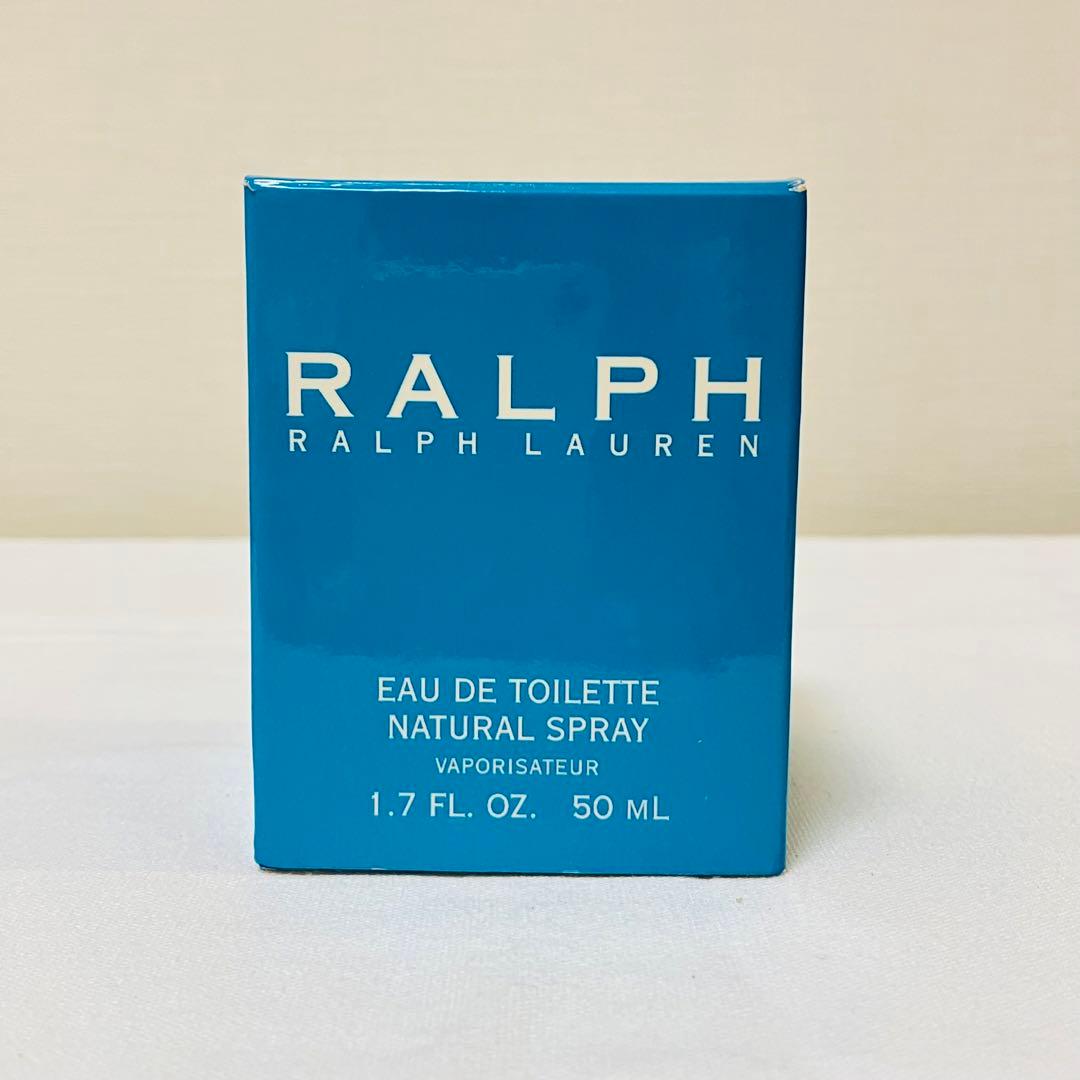 RALPH
RALPH LAUREN
EAU DE TOILETTE
NATURAL SPRAY
VAPORISATEUR
1.7 FL. OZ. 50 mL